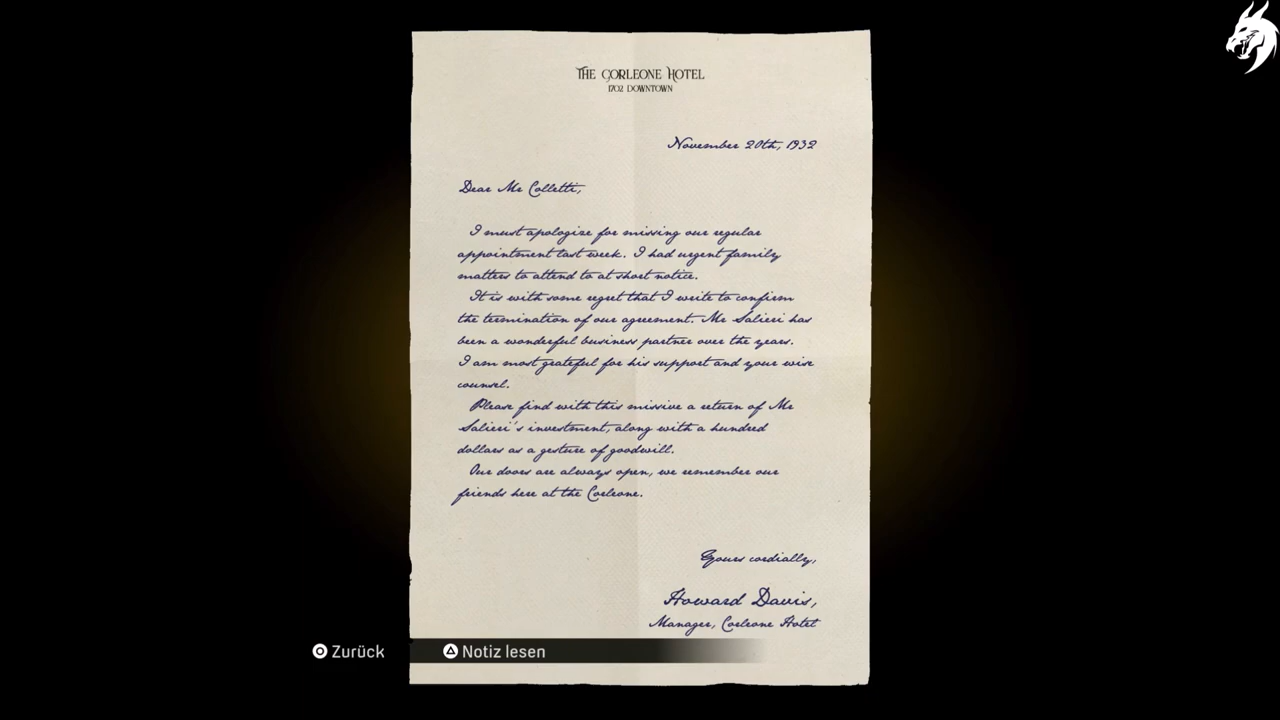 THE CORLEONE HOTEL
1702 DOWNTOWN
November 20th, 1932
Dear Mr Colletti,
I must apologize for missing our regular
appointment last week. I had urgent family
matters to attend to at short notice.
It is with some regret that I write to confirm
the termination of our agreement. Mr Salieri has
been a wonderful business partner over the years.
I am most grateful for his support and your wise
counsel.
Please find with this missive a return of Mr
Salieri's investment, along with a hundred
dollars as a gesture of goodwill.
Our doors are always open, we remember our
friends here at the Corleone.
Yours cordially,
Howard Davis,
Manager, Corleone Hotel
Zurück
Notiz lesen